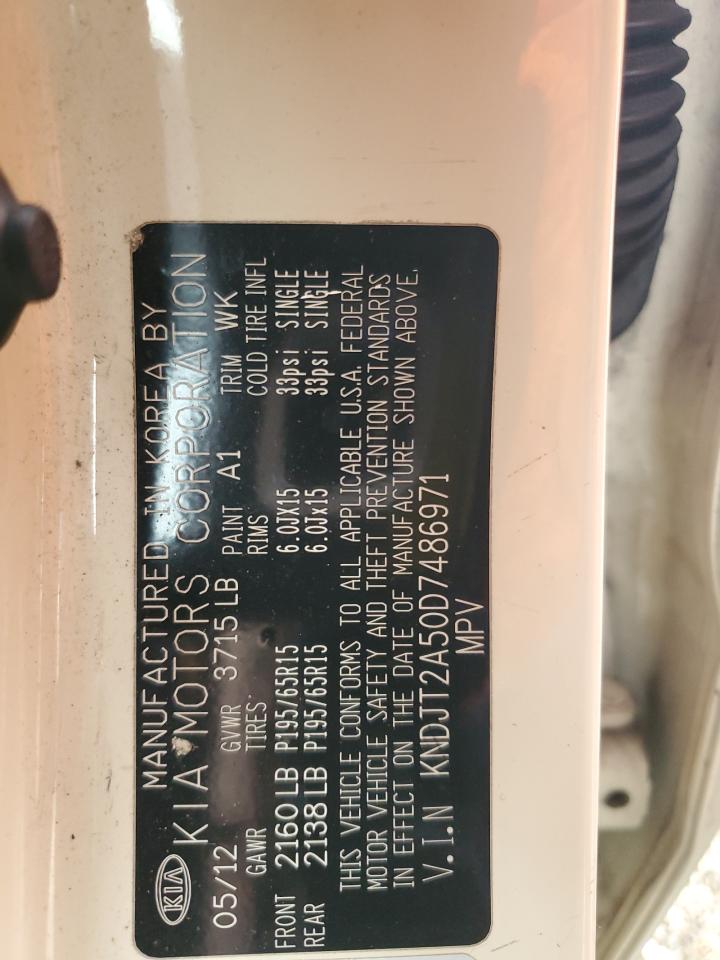 KIA
MANUFACTURED IN KOREA BY
KIA MOTORS CORPORATION
05/12 GVWR 3715 LB PAINT A1 TRIM WK
GAWR TIRES RIMS COLD TIRE INFL
FRONT 2160 LB P195/65R15 6.0JX15 33psi SINGLE
REAR 2138 LB P195/65R15 6.0Jx15 33psi SINGLE
THIS VEHICLE CONFORMS TO ALL APPLICABLE U.S.A. FEDERAL
MOTOR VEHICLE SAFETY AND THEFT PREVENTION STANDARDS
IN EFFECT ON THE DATE OF MANUFACTURE SHOWN ABOVE.
V.I.N KNDJT2A50D7486971
MPV